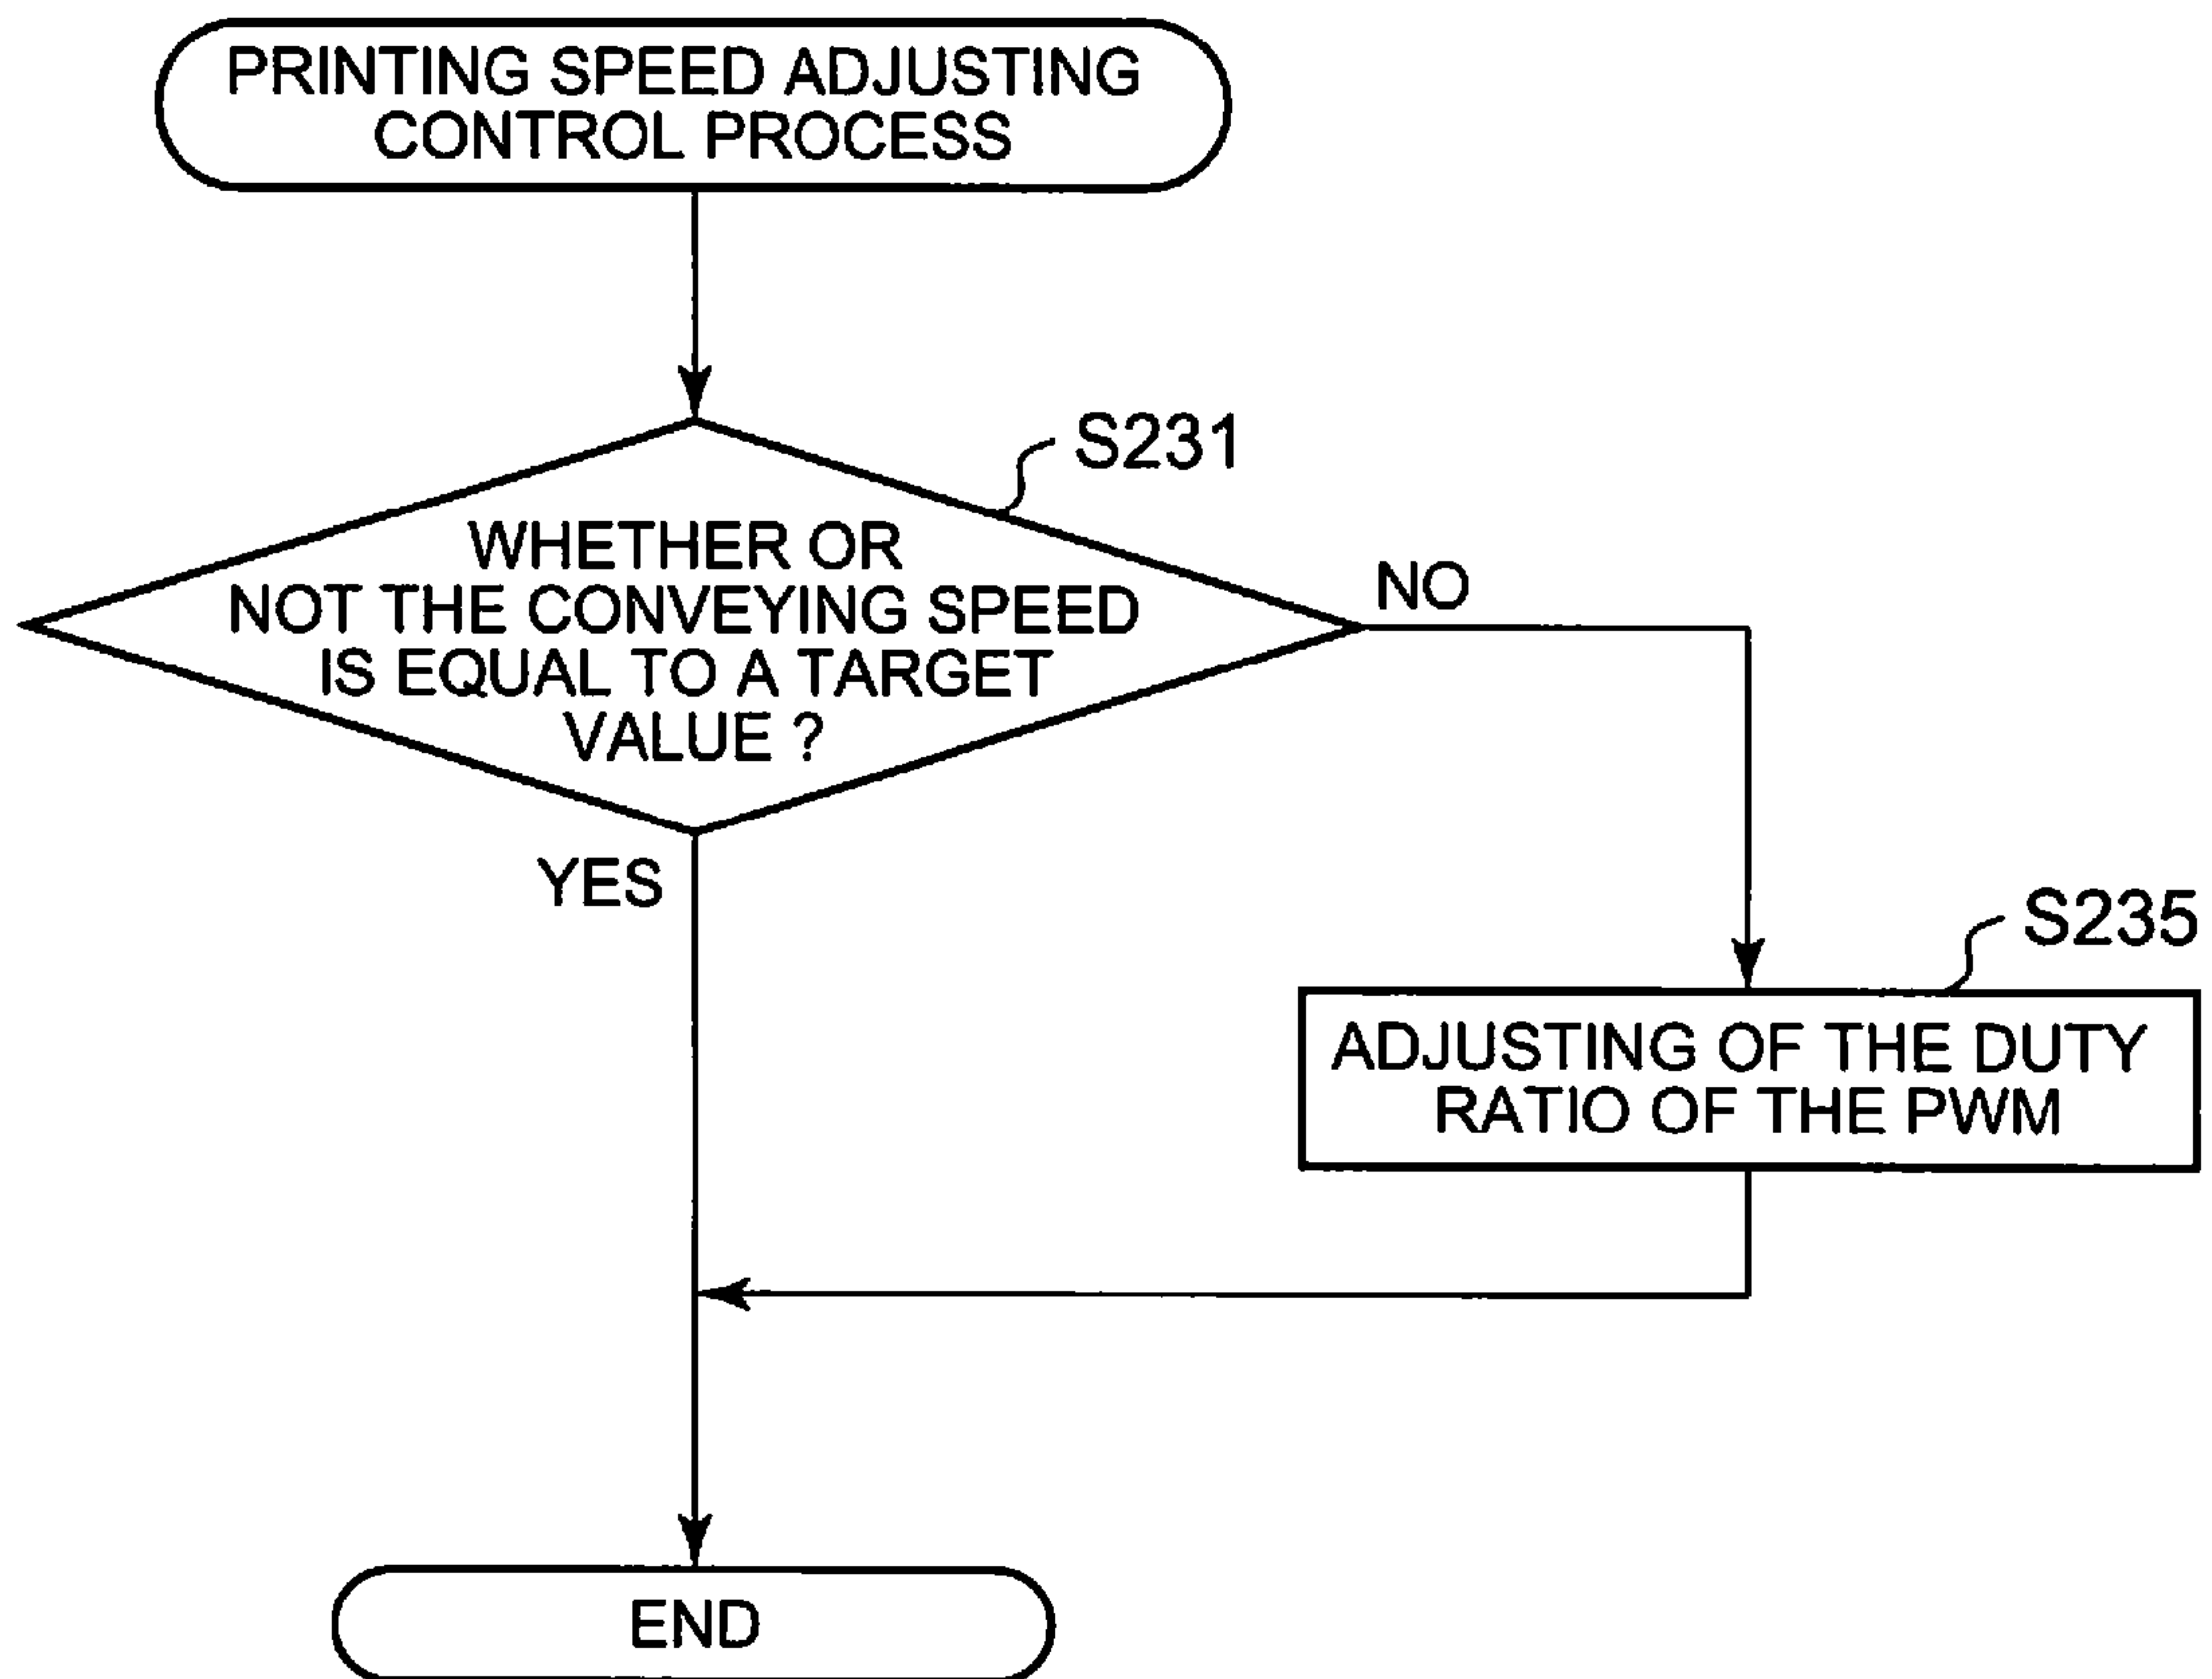 PRINTING SPEED ADJUSTING
CONTROL PROCESS
S231
WHETHER OR
NOT THE CONVEYING SPEED
IS EQUAL TO A TARGET
VALUE ?
NO
YES
S235
ADJUSTING OF THE DUTY
RATIO OF THE PWM
END